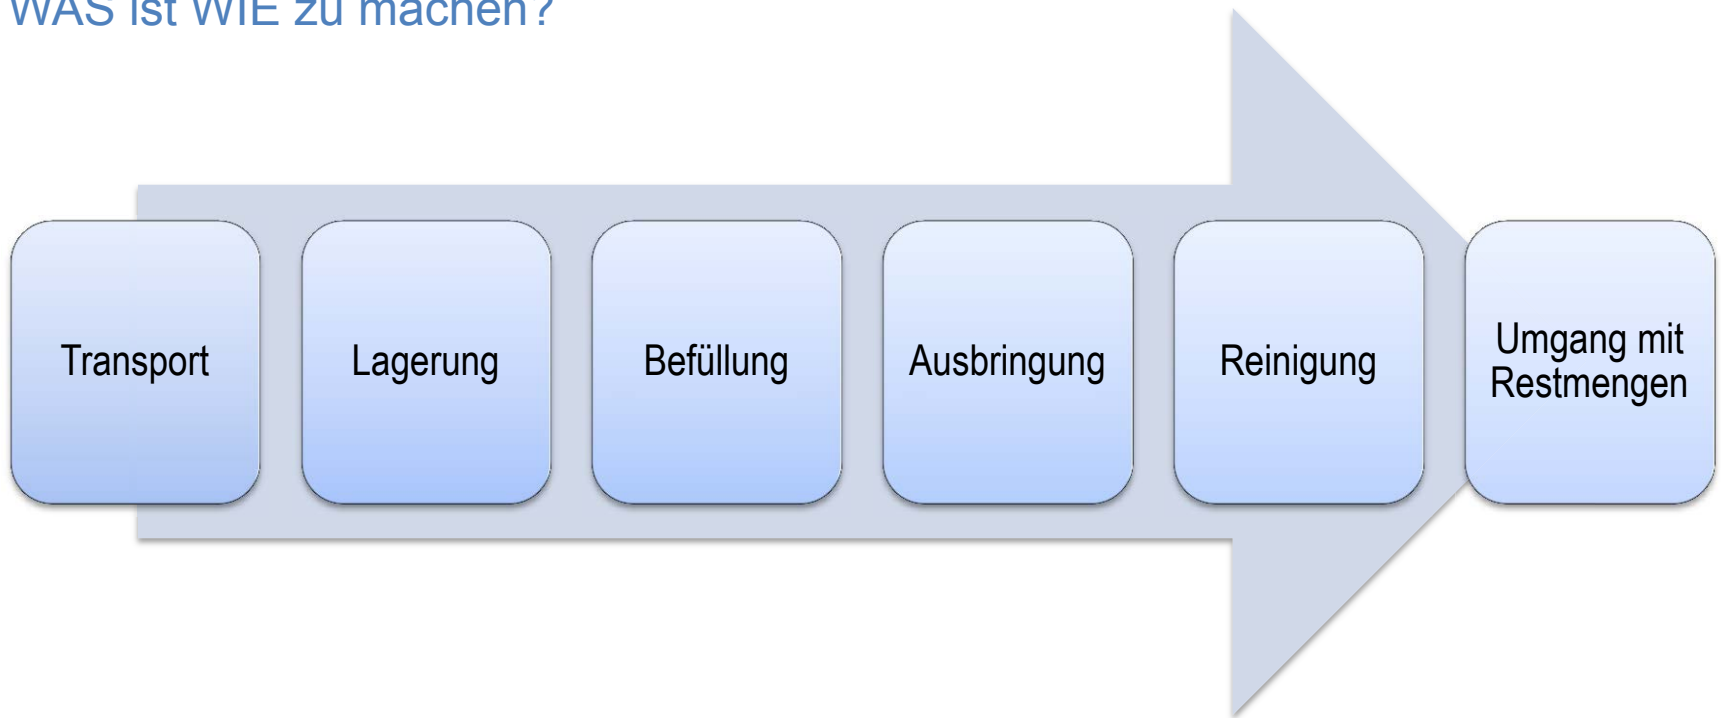 WAS ist WIE zu machen?
Transport
Lagerung
Befüllung
Ausbringung
Reinigung
Umgang mit
Restmengen